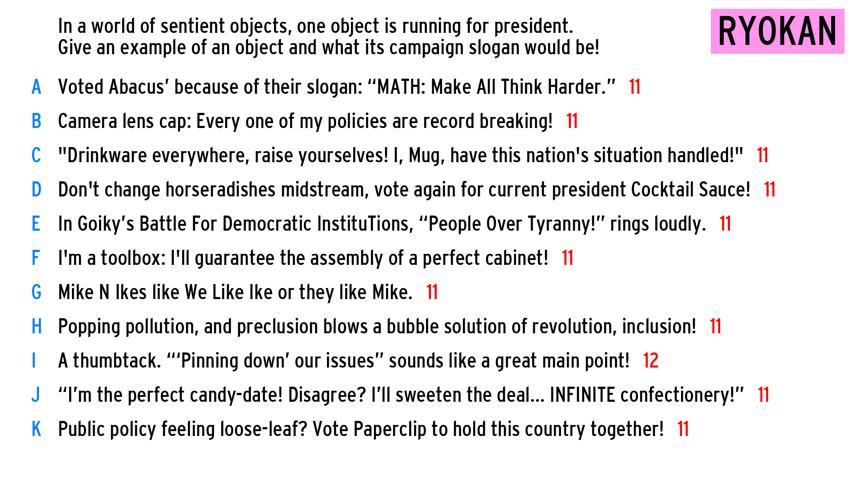 In a world of sentient objects, one object is running for president.
Give an example of an object and what its campaign slogan would be!
RYOKAN
A Voted Abacus’ because of their slogan: “MATH: Make All Think Harder.” 11
B Camera lens cap: Every one of my policies are record breaking! 11
C "Drinkware everywhere, raise yourselves! I, Mug, have this nation's situation handled!" 11
D Don't change horseradishes midstream, vote again for current president Cocktail Sauce! 11
E In Goiky’s Battle For Democratic InstituTions, “People Over Tyranny!” rings loudly. 11
F I'm a toolbox: I'll guarantee the assembly of a perfect cabinet! 11
G Mike N Ikes like We Like Ike or they like Mike. 11
H Popping pollution, and preclusion blows a bubble solution of revolution, inclusion! 11
I A thumbtack. “‘Pinning down’ our issues” sounds like a great main point! 12
J “I’m the perfect candy-date! Disagree? I’ll sweeten the deal... INFINITE confectionery!” 11
K Public policy feeling loose-leaf? Vote Paperclip to hold this country together! 11